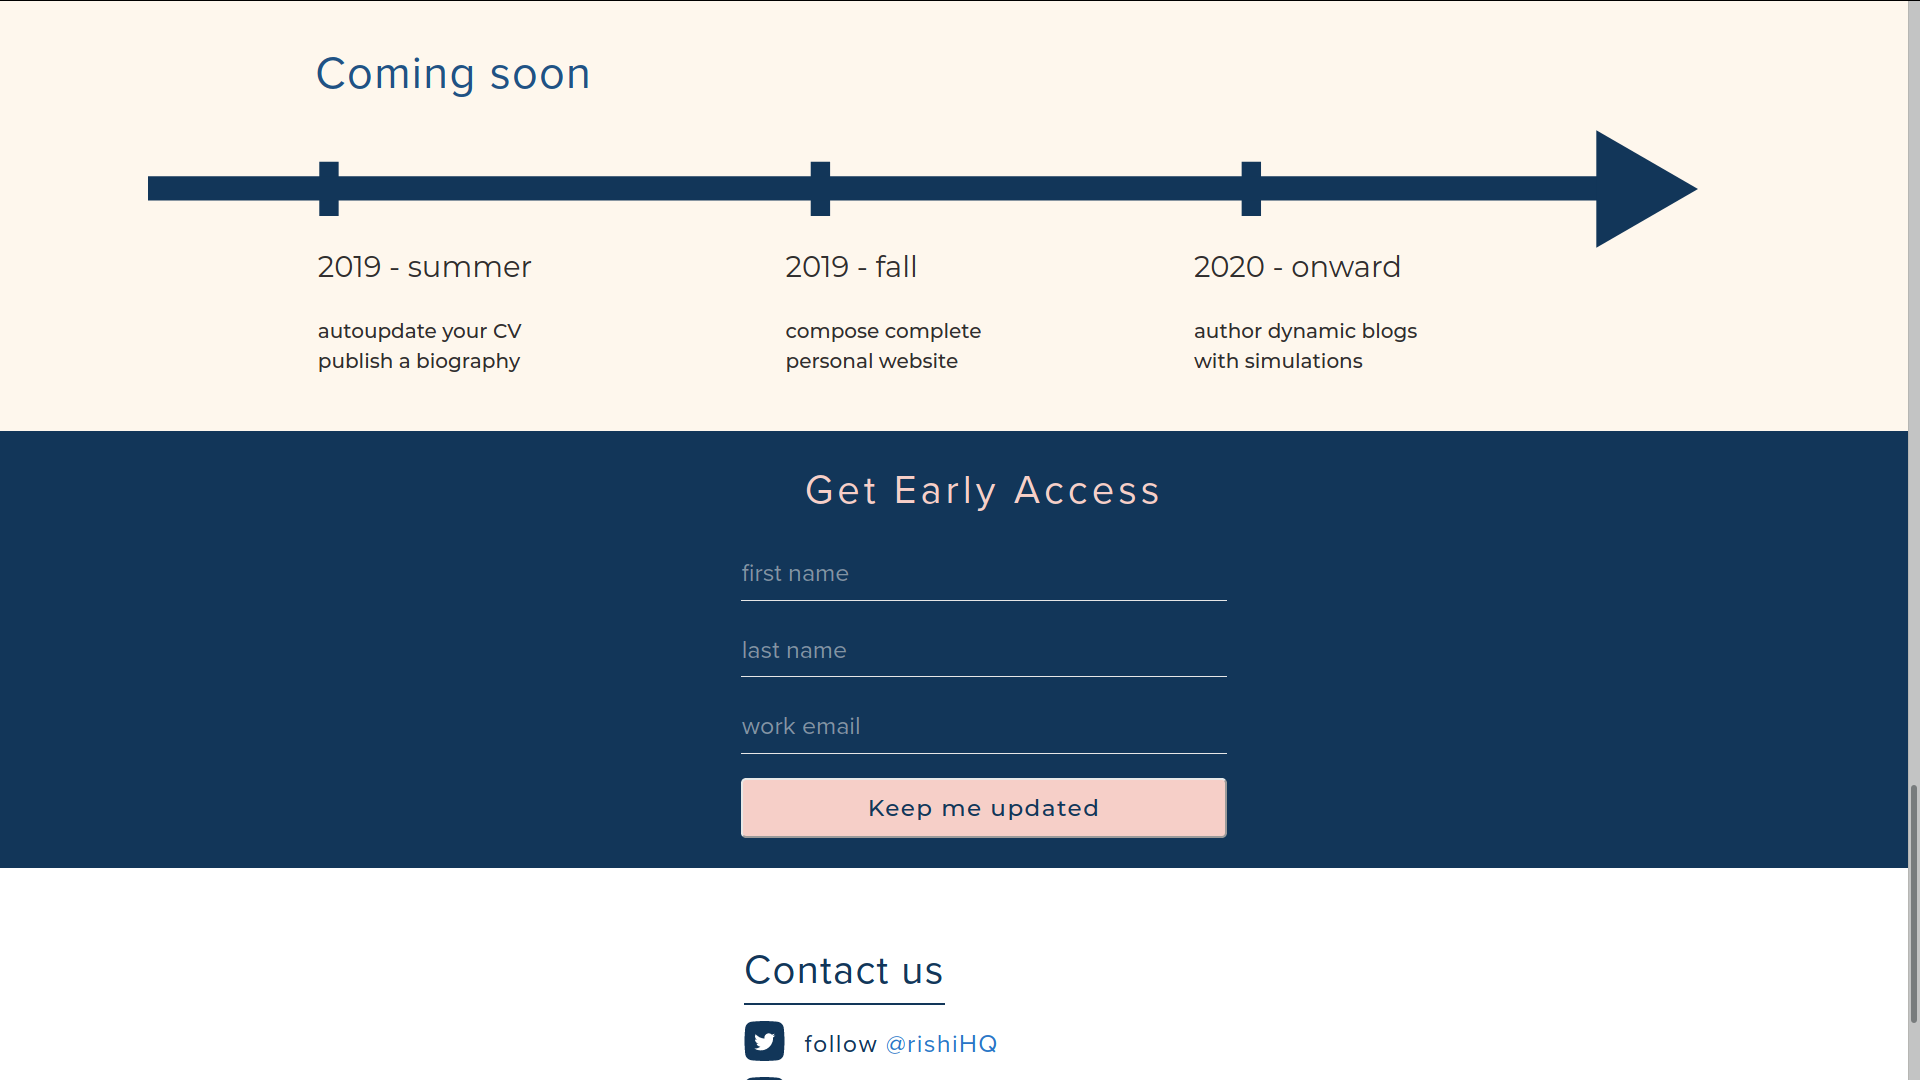 Coming soon
2019 - summer
autoupdate your CV
publish a biography
2019 - fall
compose complete
personal website
2020 - onward
author dynamic blogs
with simulations
Get Early Access
first name
last name
work email
Keep me updated
Contact us
follow @rishiHQ